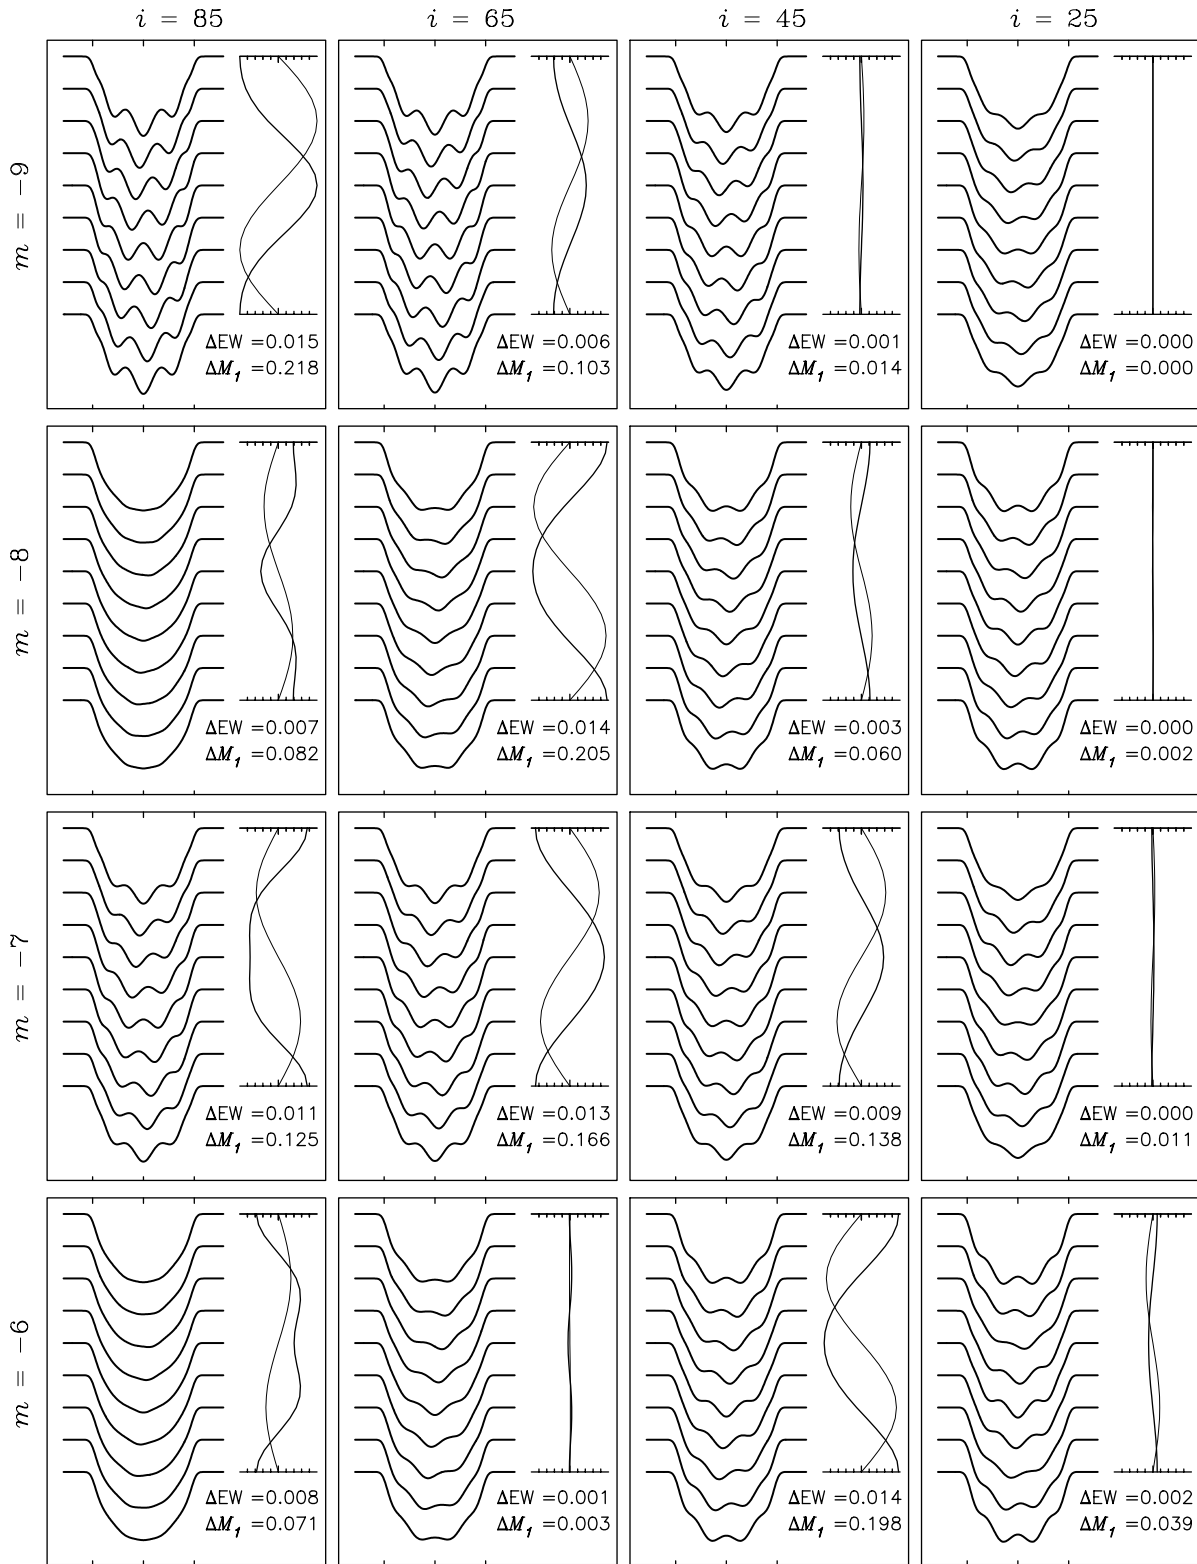 i = 85 i = 65 i = 45 i = 25
m = −9
ΔEW =0.015
ΔM₁ =0.218
ΔEW =0.006
ΔM₁ =0.103
ΔEW =0.001
ΔM₁ =0.014
ΔEW =0.000
ΔM₁ =0.000
m = −8
ΔEW =0.007
ΔM₁ =0.082
ΔEW =0.014
ΔM₁ =0.205
ΔEW =0.003
ΔM₁ =0.060
ΔEW =0.000
ΔM₁ =0.002
m = −7
ΔEW =0.011
ΔM₁ =0.125
ΔEW =0.013
ΔM₁ =0.166
ΔEW =0.009
ΔM₁ =0.138
ΔEW =0.000
ΔM₁ =0.011
m = −6
ΔEW =0.008
ΔM₁ =0.071
ΔEW =0.001
ΔM₁ =0.003
ΔEW =0.014
ΔM₁ =0.198
ΔEW =0.002
ΔM₁ =0.039